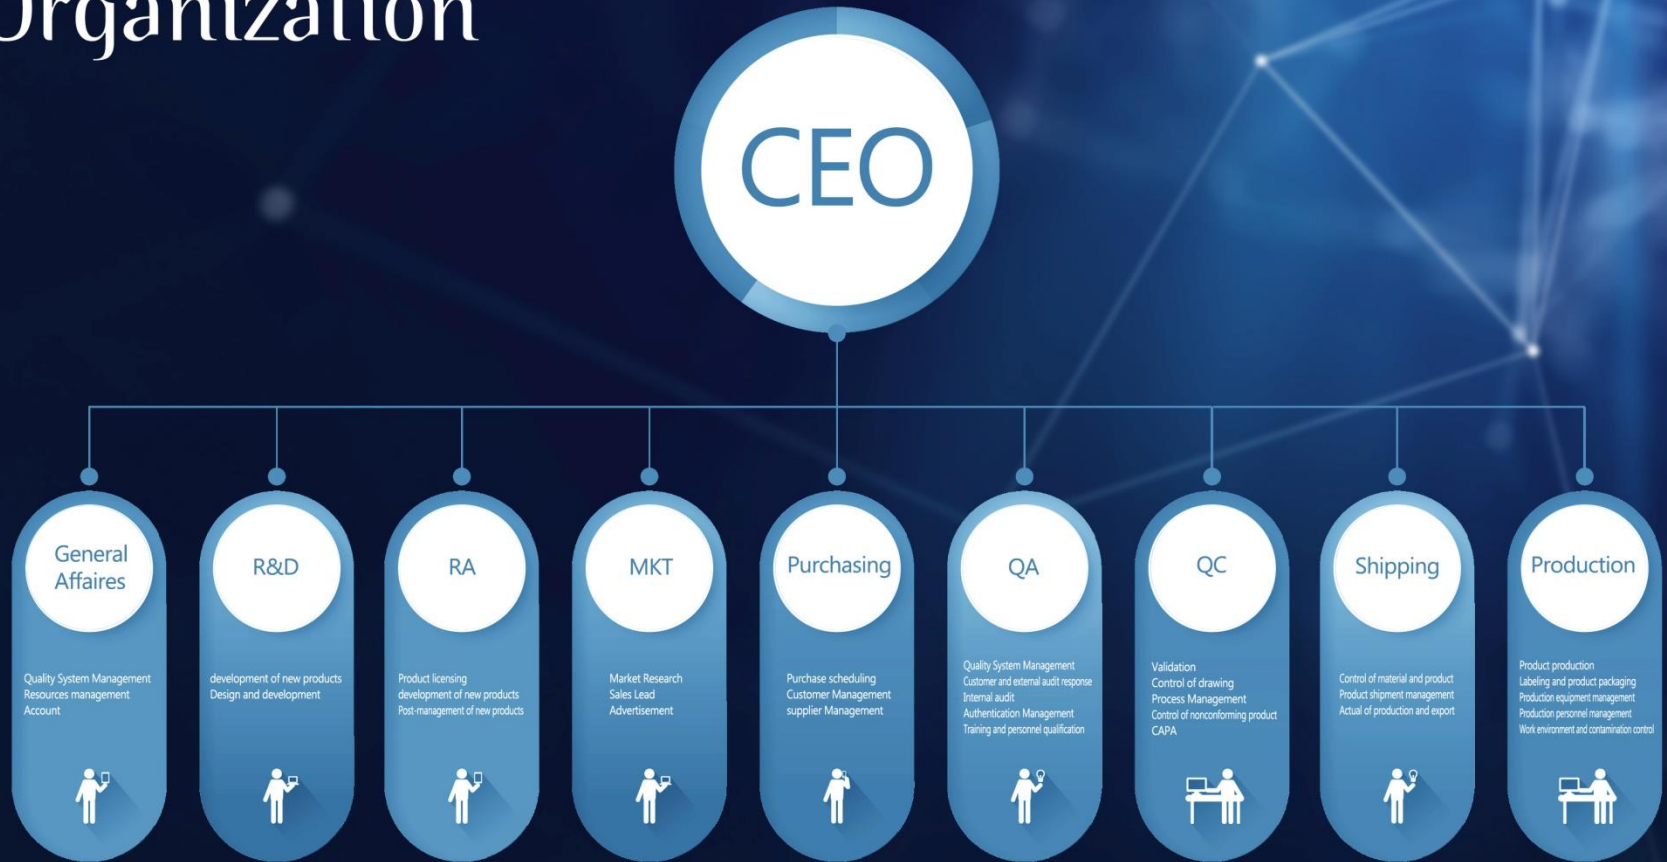 Organization
CEO
General
Affaires
Quality System Management
Resources management
Account
R&D
development of new products
Design and development
RA
Product licensing
development of new products
Post-management of new products
MKT
Market Research
Sales Lead
Advertisement
Purchasing
Purchase scheduling
Customer Management
supplier Management
QA
Quality System Management
Customer and external audit response
Internal audit
Authentication Management
Training and personnel qualification
QC
Validation
Control of drawing
Process Management
Control of nonconforming product
CAPA
Shipping
Control of material and product
Product shipment management
Actual of production and export
Production
Product production
Labeling and product packaging
Production equipment management
Production personnel management
Work environment and contamination control